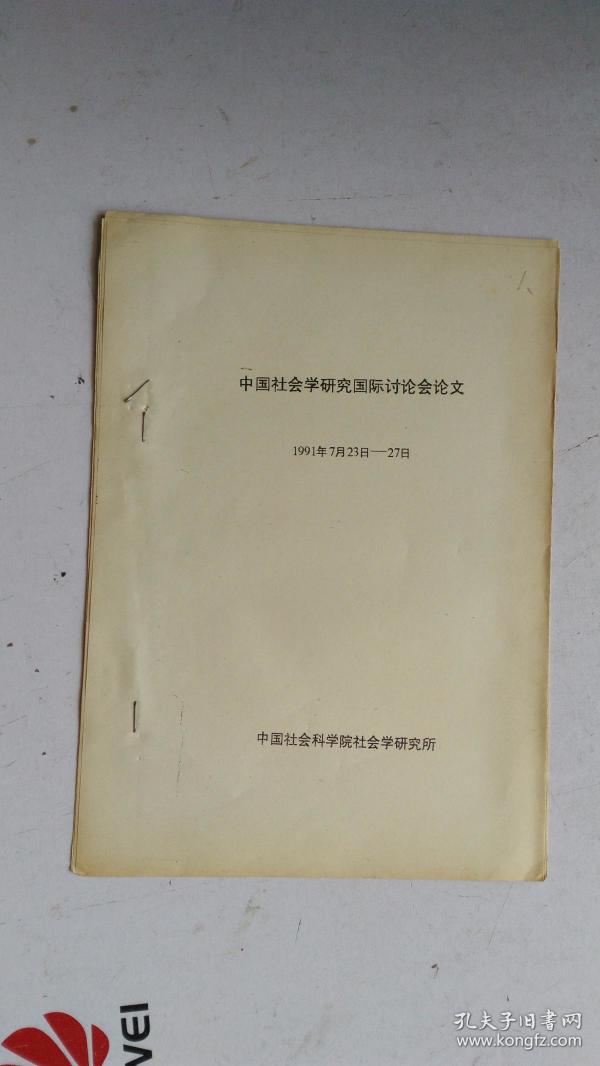 中国社会学研究国际讨论会论文
1991年7月23日—27日
中国社会科学院社会学研究所
WEI
孔夫子旧书网
www.kongfz.com